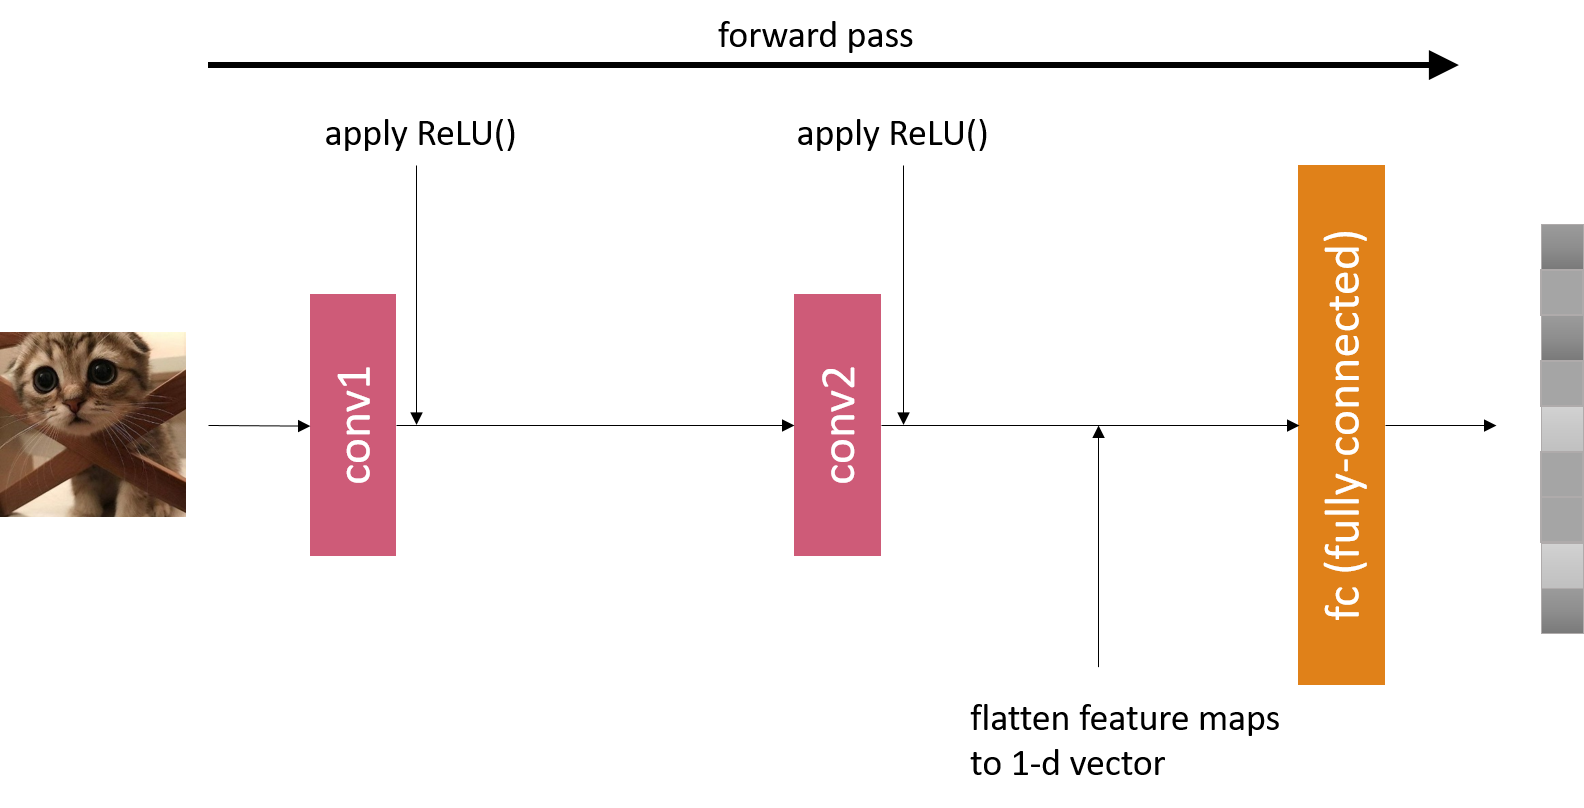 forward pass
apply ReLU()
apply ReLU()
conv1
conv2
fc (fully-connected)
flatten feature maps
to 1-d vector